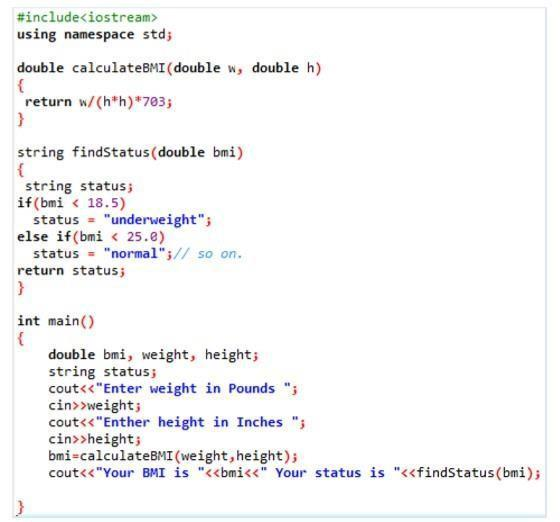 #include<iostream>
using namespace std;

double calculateBMI(double w, double h)
{
 return w/(h*h)*703;
}

string findStatus(double bmi)
{
 string status;
if(bmi < 18.5)
  status = "underweight";
else if(bmi < 25.0)
  status = "normal";// so on.
return status;
}

int main()
{
    double bmi, weight, height;
    string status;
    cout<<"Enter weight in Pounds ";
    cin>>weight;
    cout<<"Enther height in Inches ";
    cin>>height;
    bmi=calculateBMI(weight,height);
    cout<<"Your BMI is "<<bmi<<" Your status is "<<findStatus(bmi);

}